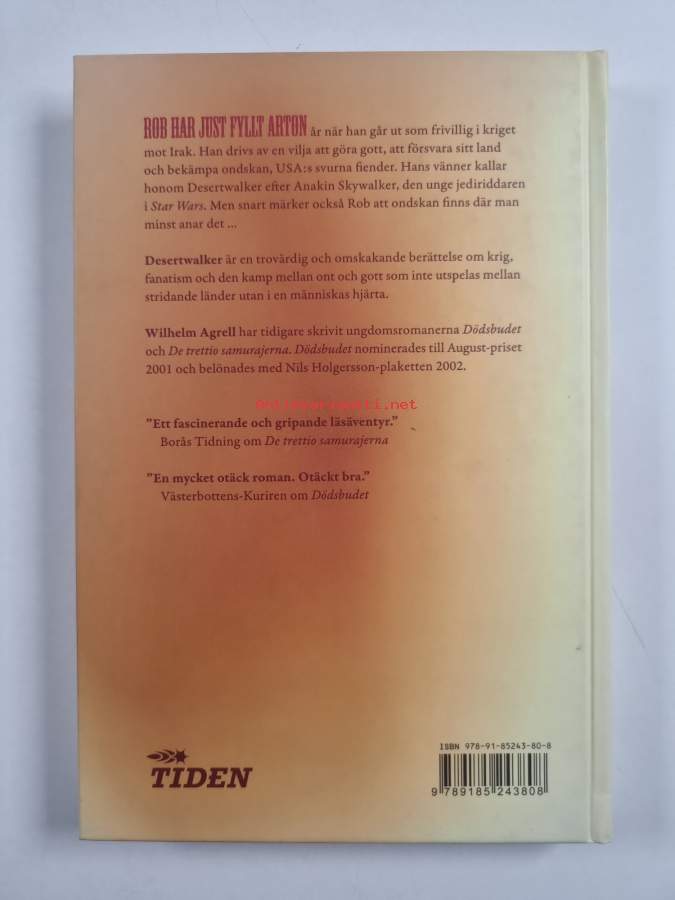 ROB HAR JUST FYLLT ARTON år när han går ut som frivillig i kriget
mot Irak. Han drivs av en vilja att göra gott, att försvara sitt land
och bekämpa ondskan, USA:s svurna fiender. Hans vänner kallar
honom Desertwalker efter Anakin Skywalker, den unge jediriddaren
i Star Wars. Men snart märker också Rob att ondskan finns där man
minst anar det ...
Desertwalker är en trovärdig och omskakande berättelse om krig,
fanatism och den kamp mellan ont och gott som inte utspelas mellan
stridande länder utan i en människas hjärta.
Wilhelm Agrell har tidigare skrivit ungdomsromanerna Dödsbudet
och De trettio samurajerna. Dödsbudet nominerades till August-priset
2001 och belönades med Nils Holgersson-plaketten 2002.
"Ett fascinerande och gripande läsäventyr."
Borås Tidning om De trettio samurajerna
"En mycket otäck roman. Otäckt bra."
Västerbottens-Kuriren om Dödsbudet
TIDEN
ISBN 978-91-85243-80-8
9 789185 243808